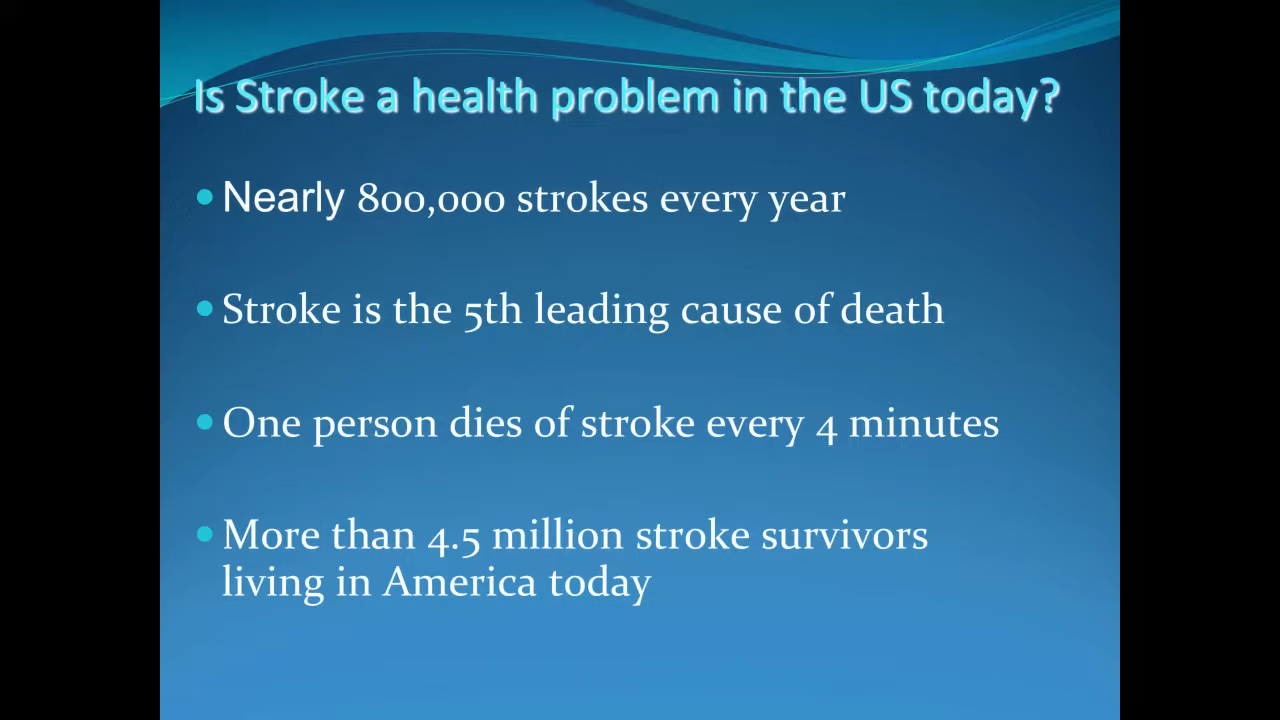 Is Stroke a health problem in the US today?
Nearly 800,000 strokes every year
Stroke is the 5th leading cause of death
One person dies of stroke every 4 minutes
More than 4.5 million stroke survivors
living in America today